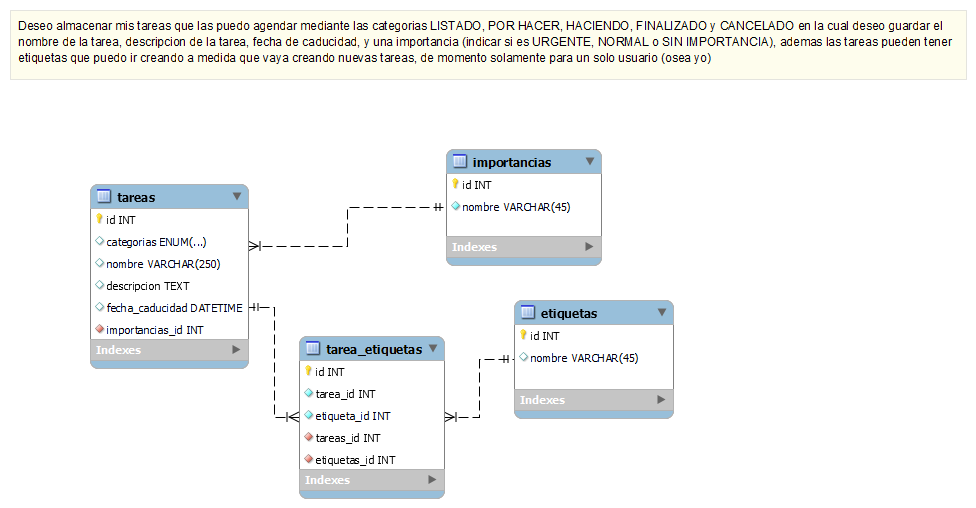 Deseo almacenar mis tareas que las puedo agendar mediante las categorias LISTADO, POR HACER, HACIENDO, FINALIZADO y CANCELADO en la cual deseo guardar el
nombre de la tarea, descripcion de la tarea, fecha de caducidad, y una importancia (indicar si es URGENTE, NORMAL o SIN IMPORTANCIA), ademas las tareas pueden tener
etiquetas que puedo ir creando a medida que vaya creando nuevas tareas, de momento solamente para un solo usuario (osea yo)
importancias
id INT
nombre VARCHAR(45)
Indexes
tareas
id INT
categorias ENUM(...)
nombre VARCHAR(250)
descripcion TEXT
fecha_caducidad DATETIME
importancias_id INT
Indexes
etiquetas
id INT
nombre VARCHAR(45)
Indexes
tarea_etiquetas
id INT
tarea_id INT
etiqueta_id INT
tareas_id INT
etiquetas_id INT
Indexes